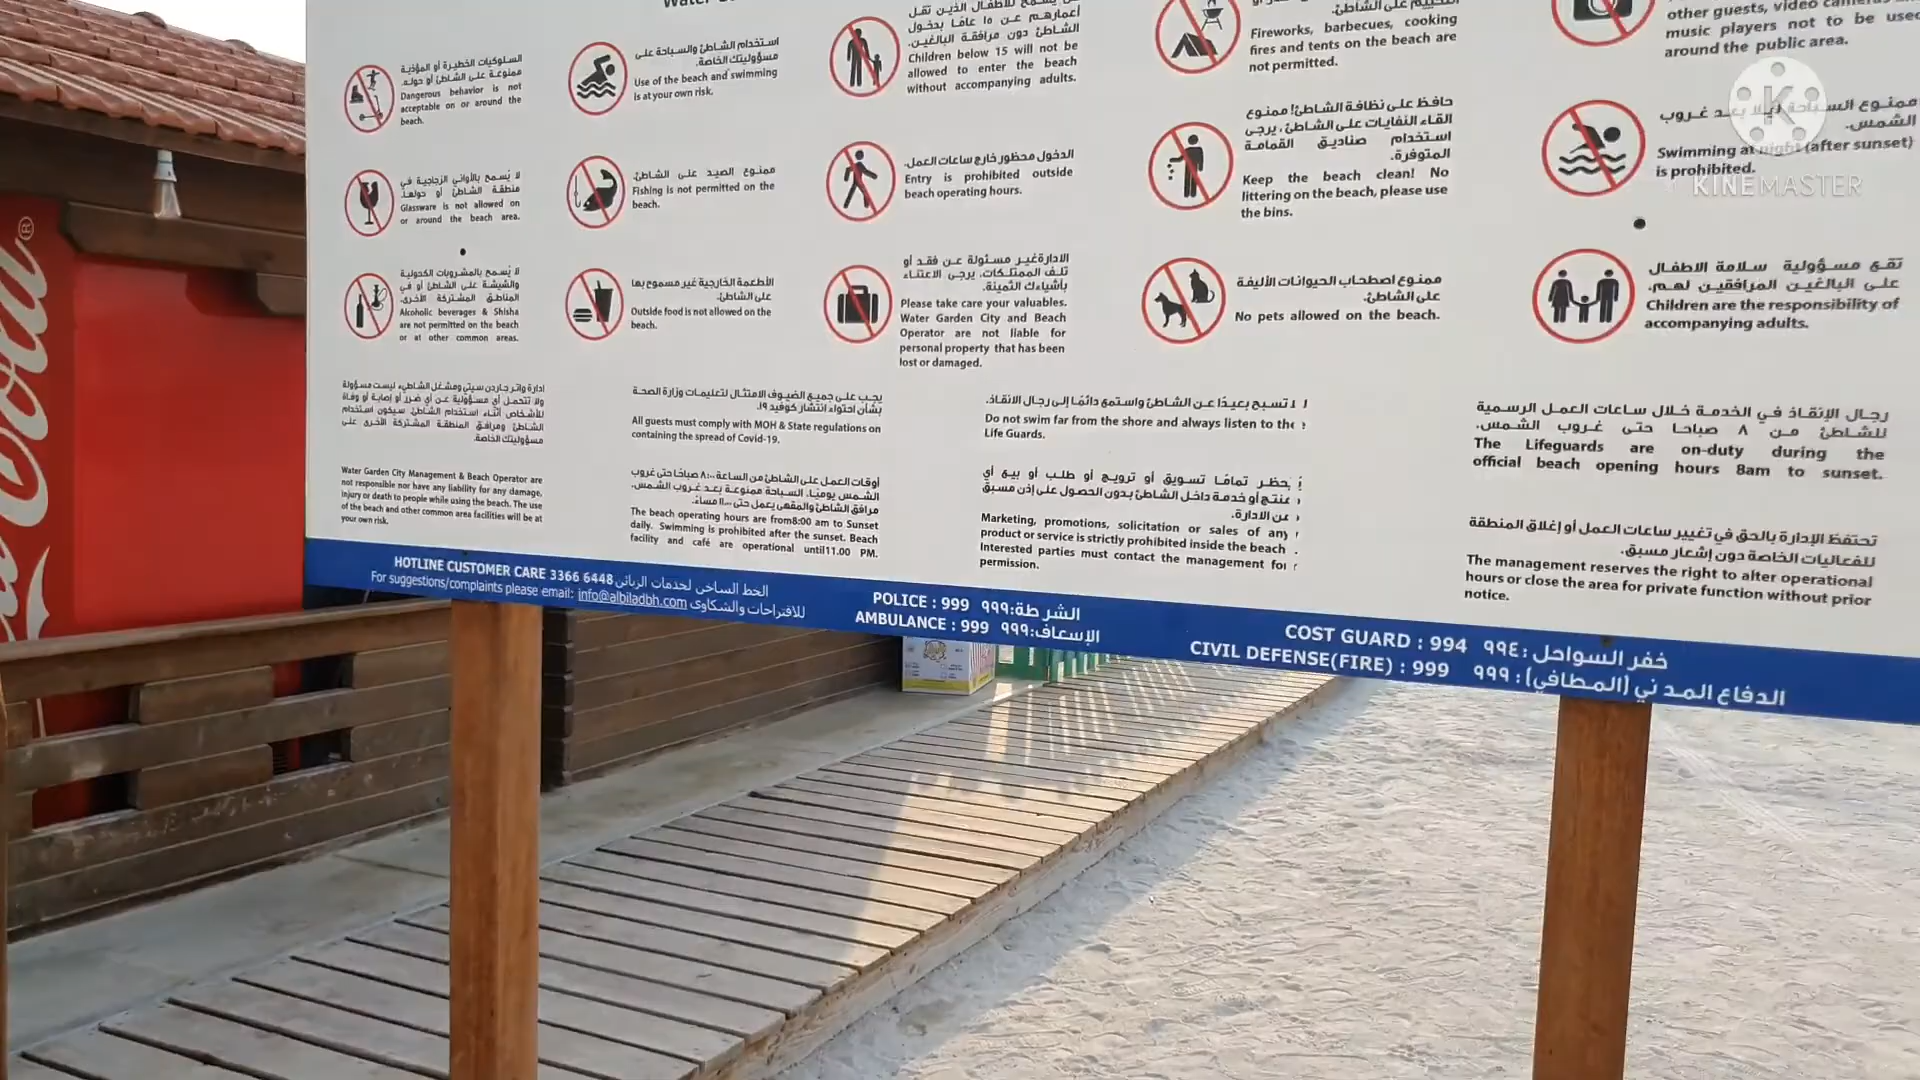 السلوكيات الخطيرة أو المؤذية
ممنوعة على الشاطئ أو حوله.
Dangerous behavior is not
acceptable on or around the
beach.
استخدام الشاطئ والسباحة على
مسؤوليتك الخاصة.
Use of the beach and swimming
is at your own risk.
أعمارهم عن ١٥ عامًا بدخول
الشاطئ دون مرافقة البالغين.
Children below 15 will not be
allowed to enter the beach
without accompanying adults.
على الشاطئ.
Fireworks, barbecues, cooking
fires and tents on the beach are
not permitted.
other guests, video
music players not to be used
around the public area.
لا يُسمح بالأواني الزجاجية في
منطقة الشاطئ أو حولها.
Glassware is not allowed on
or around the beach area.
ممنوع الصيد على الشاطئ.
Fishing is not permitted on the
beach.
الدخول محظور خارج ساعات العمل.
Entry is prohibited outside
beach operating hours.
حافظ على نظافة الشاطئ! ممنوع
القاء النفايات على الشاطئ، يرجى
استخدام صناديق القمامة
المتوفرة.
Keep the beach clean! No
littering on the beach, please use
the bins.
ممنوع السباحة ليلا بعد غروب
الشمس.
Swimming at night (after sunset)
is prohibited.
KINEMASTER
لا يُسمح بالمشروبات الكحولية
والشيشة على الشاطئ أو في
المناطق المشتركة الأخرى.
Alcoholic beverages & Shisha
are not permitted on the beach
or at other common areas.
الأطعمة الخارجية غير مسموع بها
على الشاطئ.
Outside food is not allowed on the
beach.
الادارة غير مسئولة عن فقد أو
تلف الممتلكات. يرجى الاعتناء
بأشياءك الثمينة.
Please take care your valuables.
Water Garden City and Beach
Operator are not liable for
personal property that has been
lost or damaged.
ممنوع اصطحاب الحيوانات الأليفة
على الشاطئ.
No pets allowed on the beach.
تقع مسؤولية سلامة الاطفال
على البالغين المرافقين لهم.
Children are the responsibility of
accompanying adults.
ادارة واتر جاردن سيتي ومشغل الشاطيء ليست مسؤولة
ولا تتحمل أي مسؤولية عن أي ضرر أو إصابة أو وفاة
للأشخاص أثناء استخدام الشاطئ سيكون استخدام
الشاطئ ومرافق المنطقة المشتركة الأخرى على
مسؤوليتك الخاصة.
Water Garden City Management & Beach Operator are
not responsible nor have any liability for any damage,
injury or death to people while using the beach. The use
of the beach and other common area facilities will be at
your own risk.
يجب على جميع الضيوف الامتثال لتعليمات وزارة الصحة
بشأن احتواء انتشار كوفيد ١٩.
All guests must comply with MOH & State regulations on
containing the spread of Covid-19.
أوقات العمل على الشاطئ من الساعة ٨:٠٠ صباحًا حتى غروب
الشمس يوميًا. السباحة ممنوعة بعد غروب الشمس.
مرافق الشاطئ والمقهى يعمل حتى ١١:٠٠ مساءً.
The beach operating hours are from8:00 am to Sunset
daily. Swimming is prohibited after the sunset. Beach
facility and café are operational until11.00 PM.
لا تسبح بعيدًا عن الشاطئ واستمع دائمًا إلى رجال الانقاذ.
Do not swim far from the shore and always listen to the
Life Guards.
يُحظر تمامًا تسويق أو ترويج أو طلب أو بيع أي
منتج أو خدمة داخل الشاطئ بدون الحصول على إذن مسبق
من الادارة.
Marketing, promotions, solicitation or sales of any
product or service is strictly prohibited inside the beach.
Interested parties must contact the management for
permission.
رجال الإنقاذ في الخدمة خلال ساعات العمل الرسمية
للشاطئ من ٨ صباحا حتى غروب الشمس.
The Lifeguards are on-duty during the
official beach opening hours 8am to sunset.
تحتفظ الإدارة بالحق في تغيير ساعات العمل أو إغلاق المنطقة
للفعاليات الخاصة دون إشعار مسبق.
The management reserves the right to alter operational
hours or close the area for private function without prior
notice.
HOTLINE CUSTOMER CARE 3366 6448 الخط الساخن لخدمات الزبائن
For suggestions/complaints please email: info@albiladbh.com للاقتراحات والشكاوى
POLICE : 999 الشرطة: ٩٩٩
AMBULANCE : 999 الإسعاف: ٩٩٩
COST GUARD : 994 خفر السواحل: ٩٩٤
CIVIL DEFENSE(FIRE) : 999 الدفاع المدني (المطافي): ٩٩٩